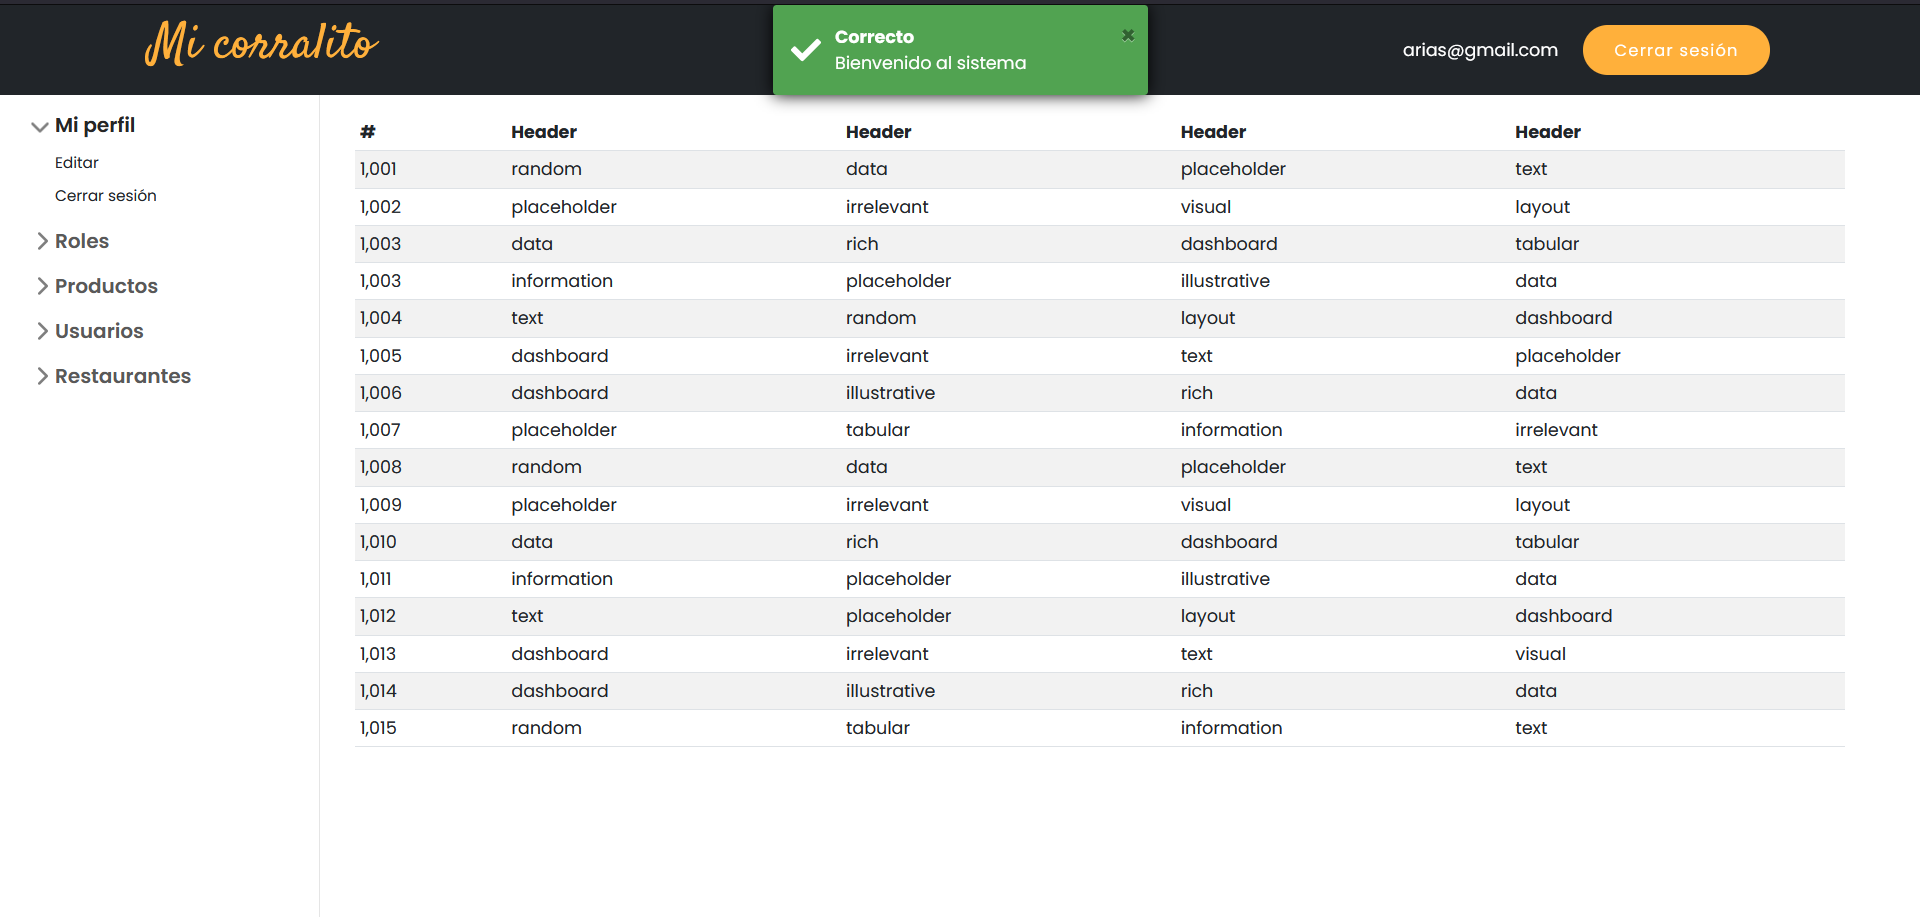 Mi corralito
Correcto
×
Bienvenido al sistema
arias@gmail.com
Cerrar sesión
Mi perfil
Editar
Cerrar sesión
Roles
Productos
Usuarios
Restaurantes
# Header Header Header Header
1,001 random data placeholder text
1,002 placeholder irrelevant visual layout
1,003 data rich dashboard tabular
1,003 information placeholder illustrative data
1,004 text random layout dashboard
1,005 dashboard irrelevant text placeholder
1,006 dashboard illustrative rich data
1,007 placeholder tabular information irrelevant
1,008 random data placeholder text
1,009 placeholder irrelevant visual layout
1,010 data rich dashboard tabular
1,011 information placeholder illustrative data
1,012 text placeholder layout dashboard
1,013 dashboard irrelevant text visual
1,014 dashboard illustrative rich data
1,015 random tabular information text